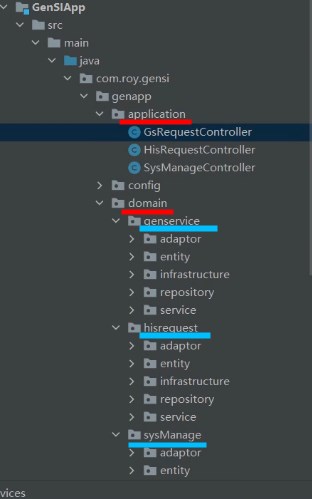 GenSIApp
src
main
java
com.roy.gensi
genapp
application
GsRequestController
HisRequestController
SysManageController
config
domain
genservice
adaptor
entity
infrastructure
repository
service
hisrequest
adaptor
entity
infrastructure
repository
service
sysManage
adaptor
entity
vices